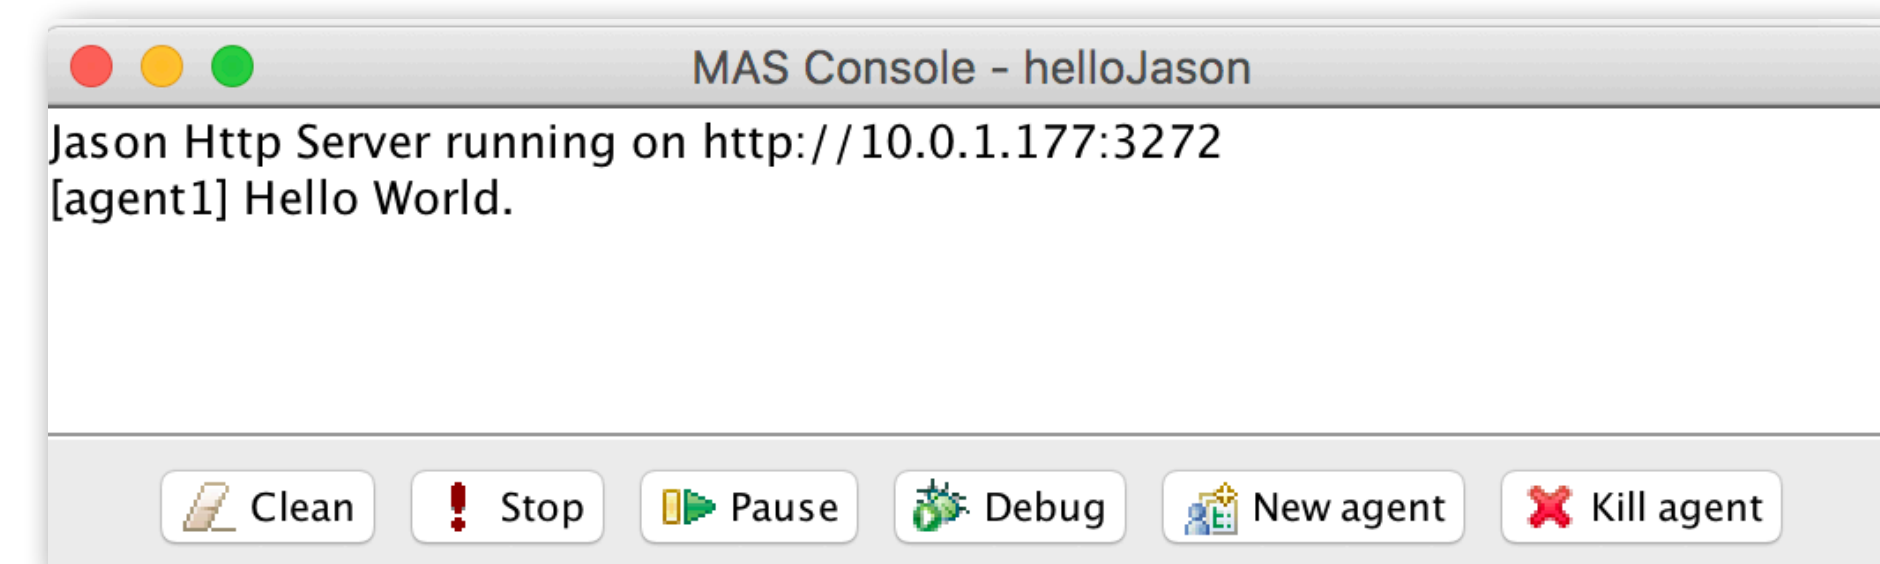 MAS Console - helloJason
Jason Http Server running on http://10.0.1.177:3272
[agent1] Hello World.
Clean Stop Pause Debug New agent Kill agent